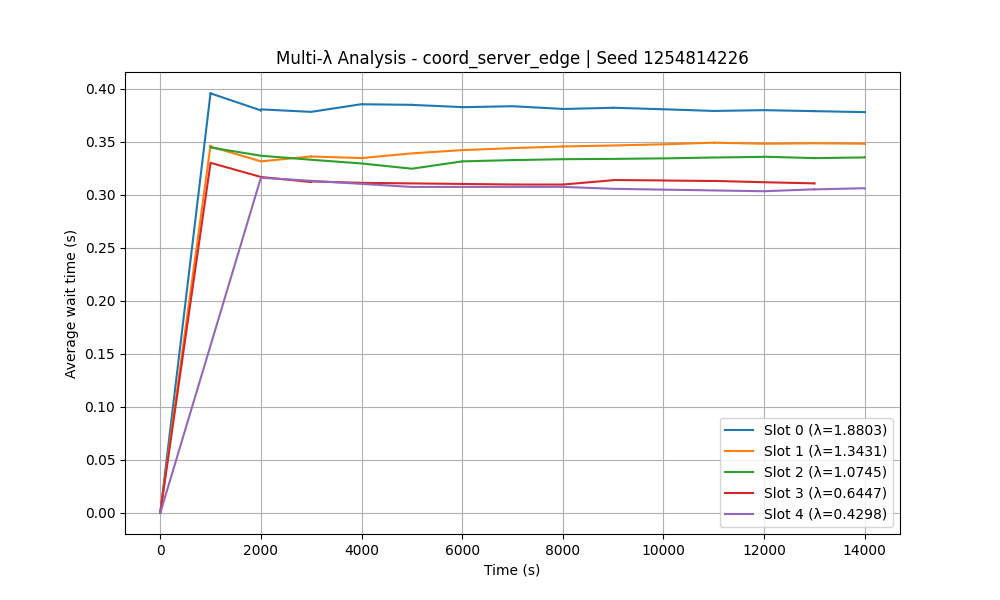 Multi-λ Analysis - coord_server_edge | Seed 1254814226
Average wait time (s)
0.40
0.35
0.30
0.25
0.20
0.15
0.10
0.05
0.00
Slot 0 (λ=1.8803)
Slot 1 (λ=1.3431)
Slot 2 (λ=1.0745)
Slot 3 (λ=0.6447)
Slot 4 (λ=0.4298)
0 2000 4000 6000 8000 10000 12000 14000
Time (s)